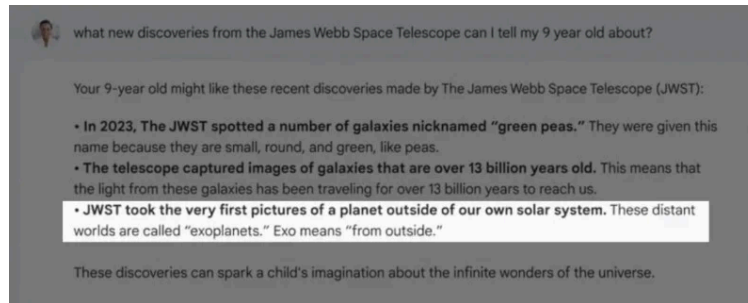 what new discoveries from the James Webb Space Telescope can I tell my 9 year old about?
Your 9-year old might like these recent discoveries made by The James Webb Space Telescope (JWST):
• In 2023, The JWST spotted a number of galaxies nicknamed "green peas." They were given this
name because they are small, round, and green, like peas.
• The telescope captured images of galaxies that are over 13 billion years old. This means that
the light from these galaxies has been traveling for over 13 billion years to reach us.
• JWST took the very first pictures of a planet outside of our own solar system. These distant
worlds are called "exoplanets." Exo means "from outside."
These discoveries can spark a child's imagination about the infinite wonders of the universe.